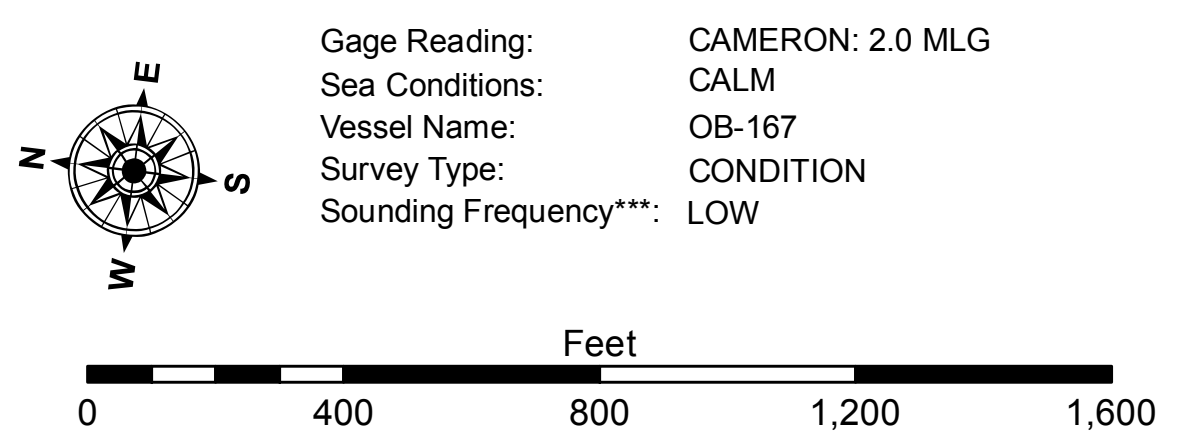 E
N
S
W
Gage Reading: CAMERON: 2.0 MLG
Sea Conditions: CALM
Vessel Name: OB-167
Survey Type: CONDITION
Sounding Frequency***: LOW
Feet
0 400 800 1,200 1,600